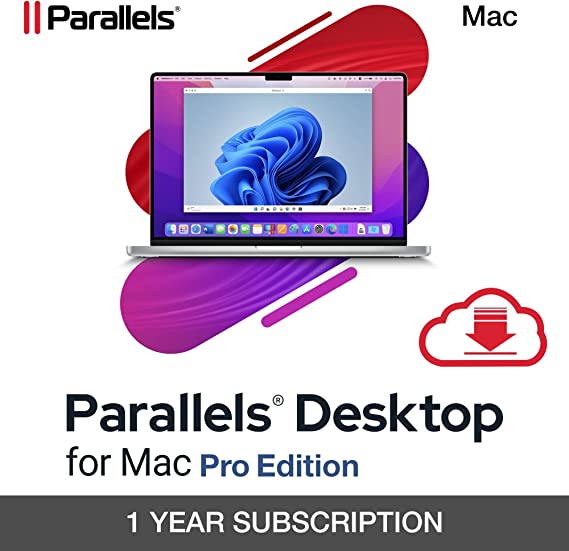 Parallels® Mac
Parallels® Desktop
for Mac Pro Edition
1 YEAR SUBSCRIPTION